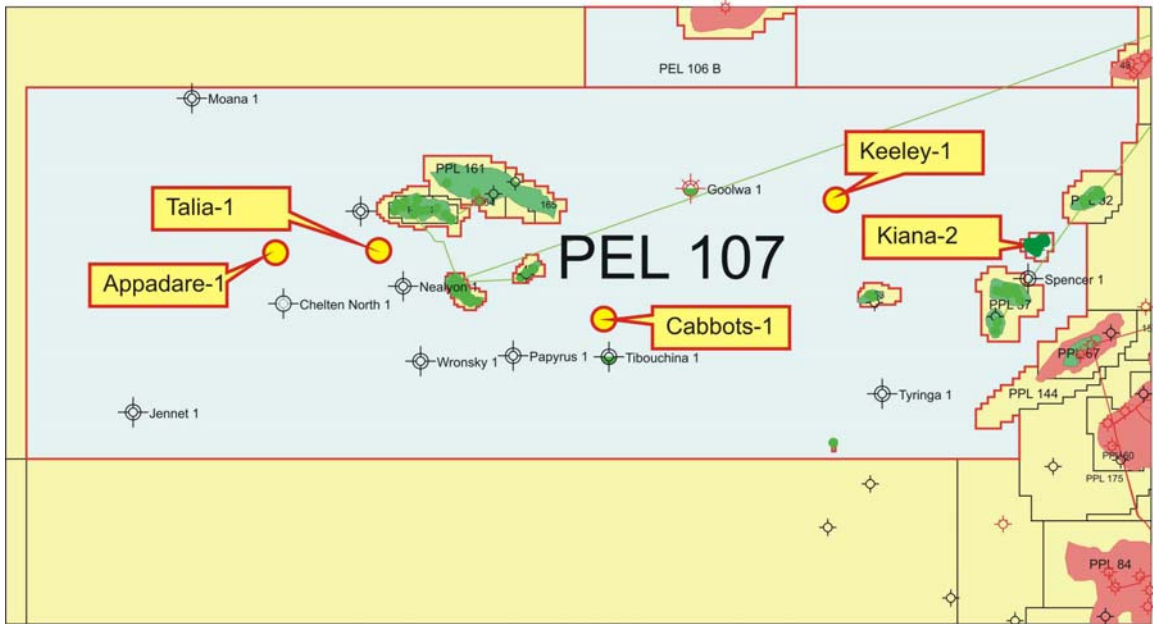 PEL 106 B
Moana 1
Keeley-1
PPL 161
Talia-1
Goolwa 1
165
Kiana-2
PEL 107
Appadare-1
Nealyon 1
Spencer 1
Chelten North 1
Cabbots-1
Wronsky 1
Papyrus 1
Tibouchina 1
PPL 67
Tyringa 1
PPL 144
Jennet 1
PPL 175
PPL 84